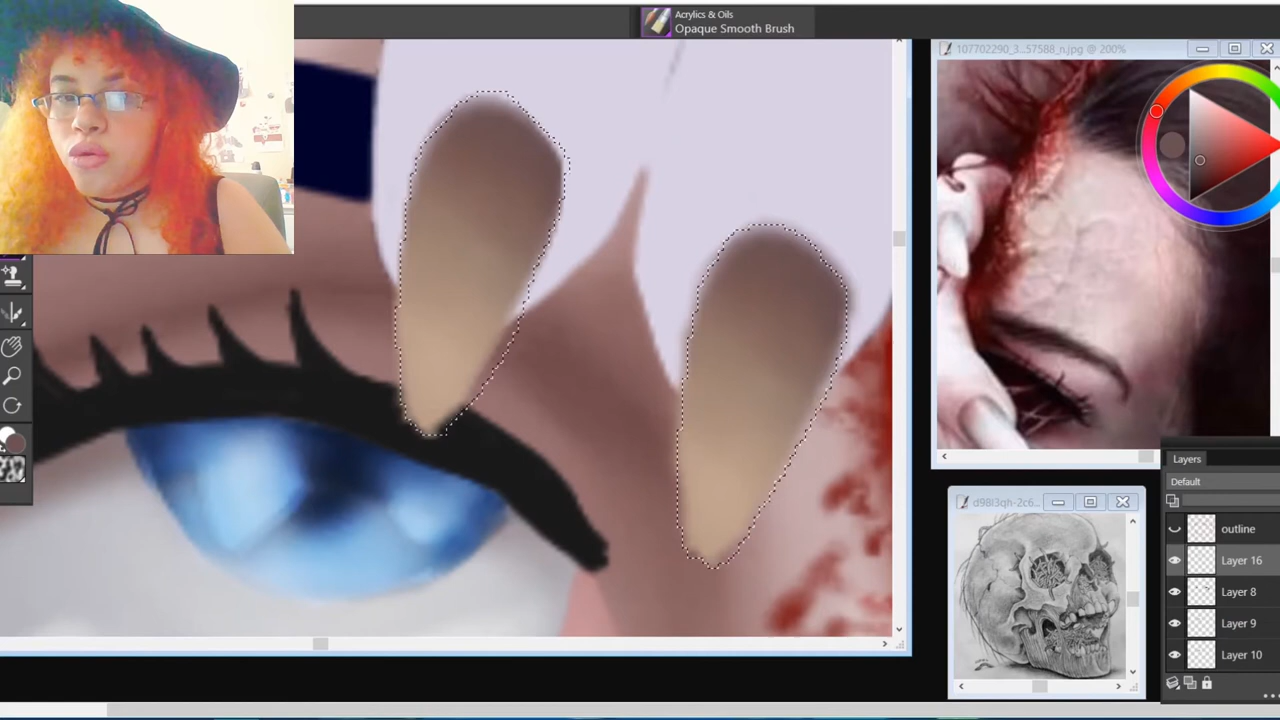 Acrylics & Oils
Opaque Smooth Brush
107702290_3...57588_n.jpg @ 200%
d98l3qh-2c6...
Layers
Default
outline
Layer 16
Layer 8
Layer 9
Layer 10